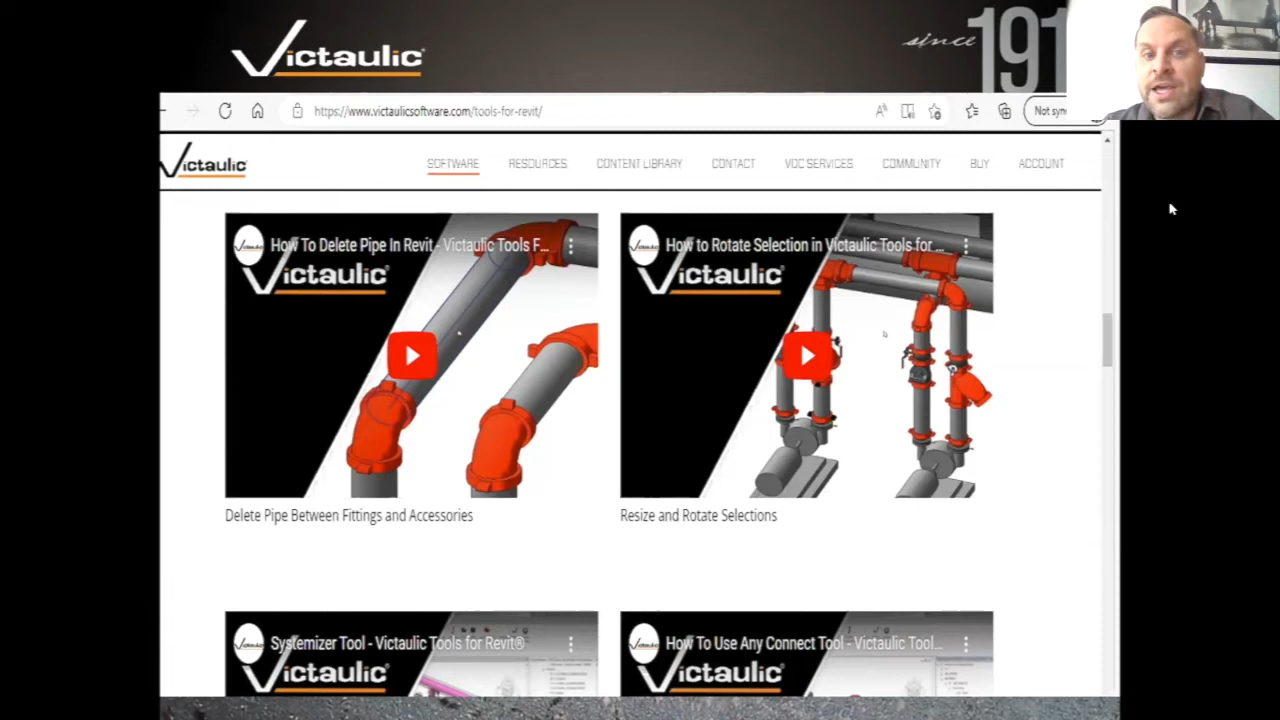 Victaulic®
since 191
https://www.victaulicsoftware.com/tools-for-revit/
Not syn
Victaulic
SOFTWARE RESOURCES CONTENT LIBRARY CONTACT VDC SERVICES COMMUNITY BUY ACCOUNT
How To Delete Pipe In Revit - Victaulic Tools F...
Victaulic®
How to Rotate Selection in Victaulic Tools for ...
Victaulic®
Delete Pipe Between Fittings and Accessories
Resize and Rotate Selections
Systemizer Tool - Victaulic Tools for Revit®
Victaulic®
How To Use Any Connect Tool - Victaulic Tool...
Victaulic®